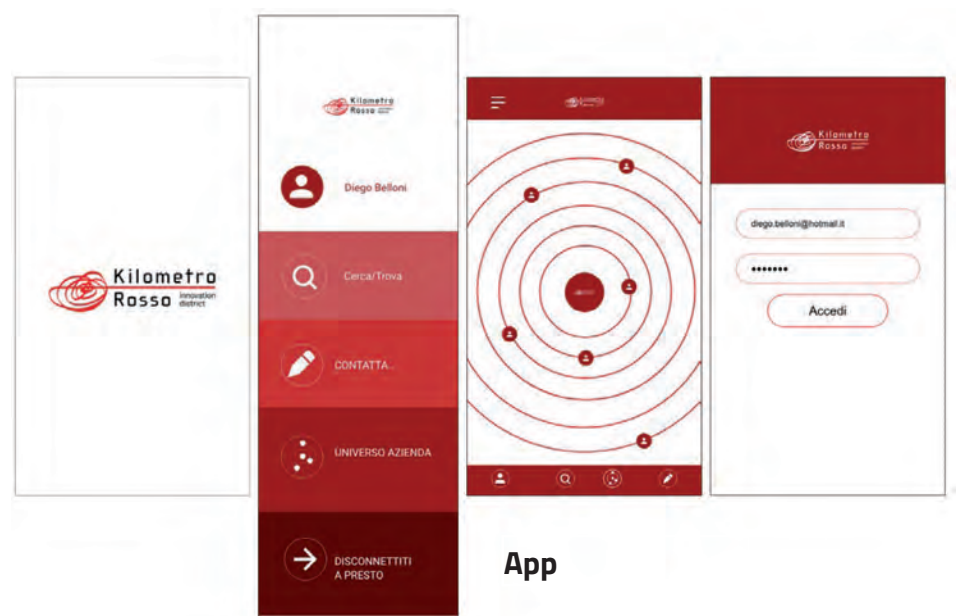 Kilometro
Rosso innovation
district
Kilometro
Rosso
Diego Belloni
Cerca/Trova
CONTATTA..
UNIVERSO AZIENDA
DISCONNETTITI
A PRESTO
Kilometro
Rosso
diego.belloni@hotmail.it
•••••••
Accedi
App